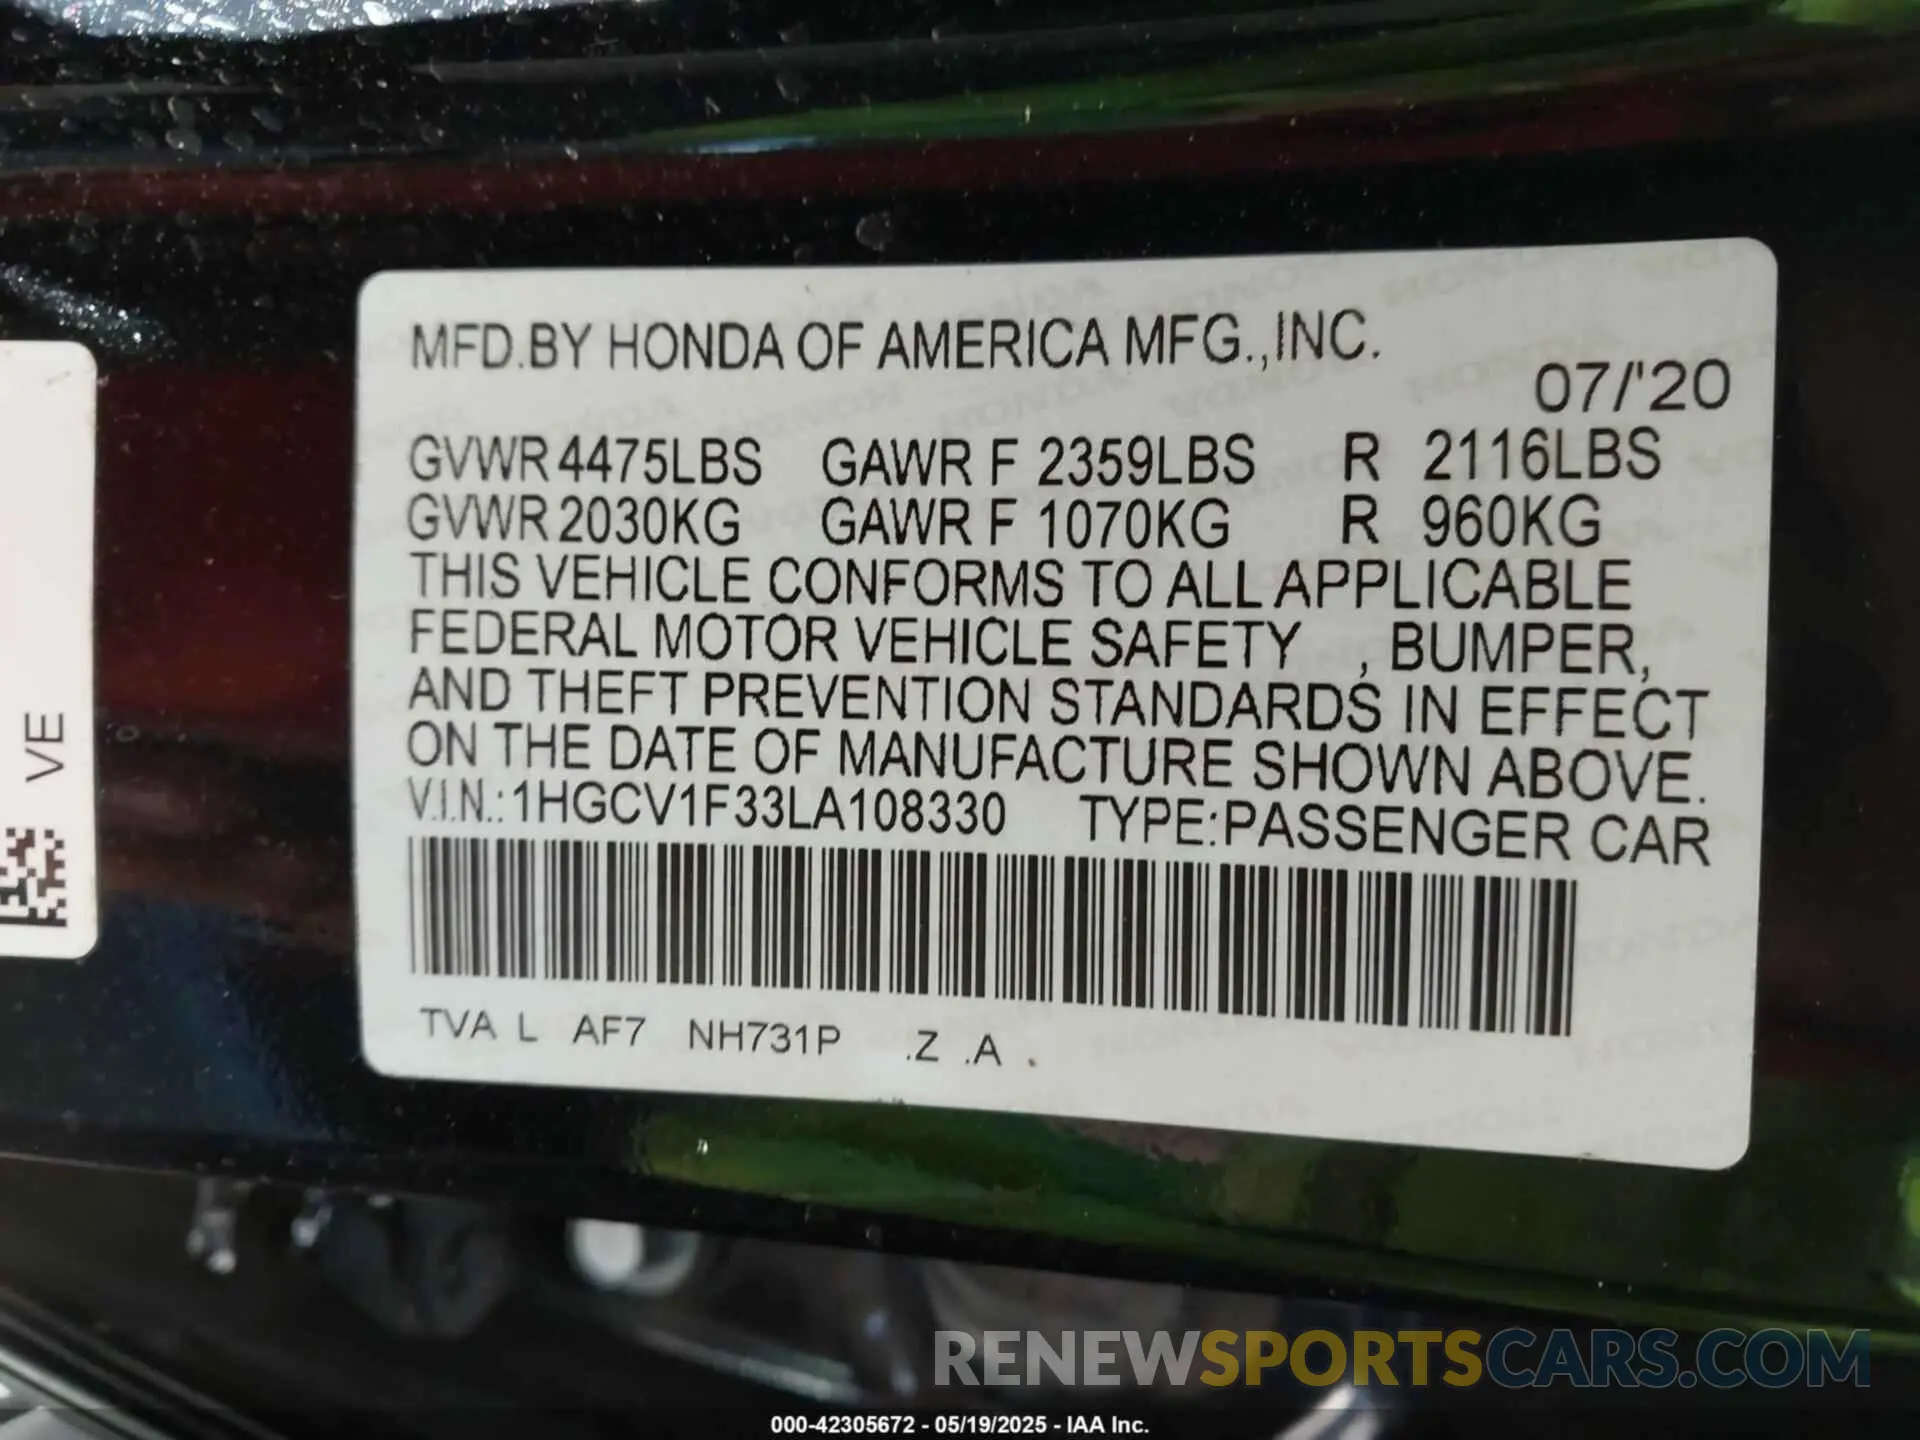 MFD.BY HONDA OF AMERICA MFG.,INC.
07/'20
GVWR 4475LBS GAWR F 2359LBS R 2116LBS
GVWR 2030KG GAWR F 1070KG R 960KG
THIS VEHICLE CONFORMS TO ALL APPLICABLE
FEDERAL MOTOR VEHICLE SAFETY , BUMPER,
AND THEFT PREVENTION STANDARDS IN EFFECT
ON THE DATE OF MANUFACTURE SHOWN ABOVE.
V.I.N.: 1HGCV1F33LA108330 TYPE:PASSENGER CAR
TVA L AF7 NH731P .Z .A .
VE
RENEWSPORTSCARS.COM
000-42305672 - 05/19/2025 - IAA Inc.